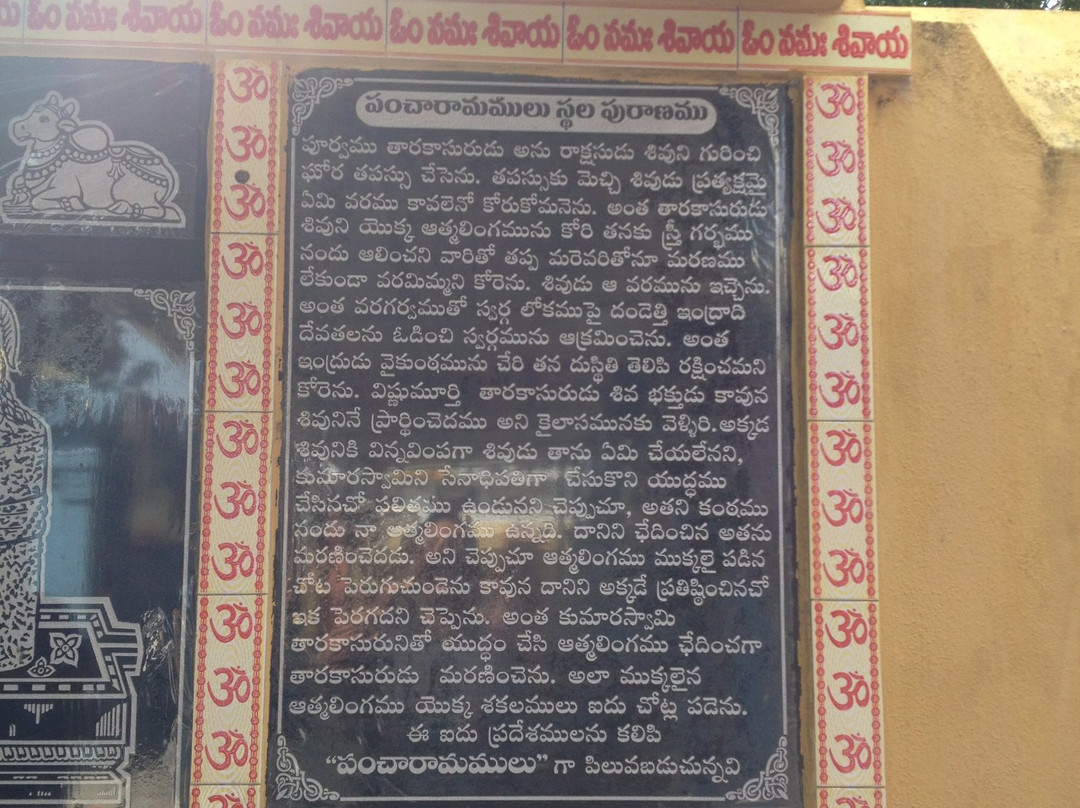 ఓం నమః శివాయ ఓం నమః శివాయ ఓం నమః శివాయ ఓం నమః శివాయ ఓం నమః శివాయ
పంచారామములు స్థల పురాణము
పూర్వము తారకాసురుడు అను రాక్షసుడు శివుని గురించి
ఘోర తపస్సు చేసెను. తపస్సుకు మెచ్చి శివుడు ప్రత్యక్షమై
ఏమి వరము కావలెనో కోరుకోమనెను. అంత తారకాసురుడు
శివుని యొక్క ఆత్మలింగమును కోరి తనకు స్త్రీ గర్భము
నందు ఆలించని వారితో తప్ప మరెవరితోనూ మరణము
లేకుండా వరమిమ్మని కోరెను. శివుడు ఆ వరమును ఇచ్చెను.
అంత వరగర్వముతో స్వర్గ లోకముపై దండెత్తి ఇంద్రాది
దేవతలను ఓడించి స్వర్గమును ఆక్రమించెను. అంత
ఇంద్రుడు వైకుంఠమును చేరి తన దుస్థితి తెలిపి రక్షించమని
కోరెను. విష్ణుమూర్తి తారకాసురుడు శివ భక్తుడు కావున
శివునినే ప్రార్థించెదము అని కైలాసమునకు వెళ్ళిరి. అక్కడ
శివునికి విన్నవింపగా శివుడు తాను ఏమి చేయలేనని,
కుమారస్వామిని సేనాధిపతిగా చేసుకొని యుద్ధము
చేసినచో ఫలితము ఉండునని చెప్పుచూ, అతని కంఠము
నందు నా ఆత్మలింగము ఉన్నది. దానిని ఛేదించిన అతను
మరణించెదడు. అని చెప్పుచూ ఆత్మలింగము ముక్కలై పడిన
చోట పెరుగుచుండెను కావున దానిని అక్కడే ప్రతిష్ఠించినచో
ఇక పెరగదని చెప్పెను. అంత కుమారస్వామి
తారకాసురునితో యుద్ధం చేసి ఆత్మలింగము ఛేదించగా
తారకాసురుడు మరణించెను. అలా ముక్కలైన
ఆత్మలింగము యొక్క శకలములు ఐదు చోట్ల పడెను.
ఈ ఐదు ప్రదేశములను కలిపి
“పంచారామములు” గా పిలువబడుచున్నవి